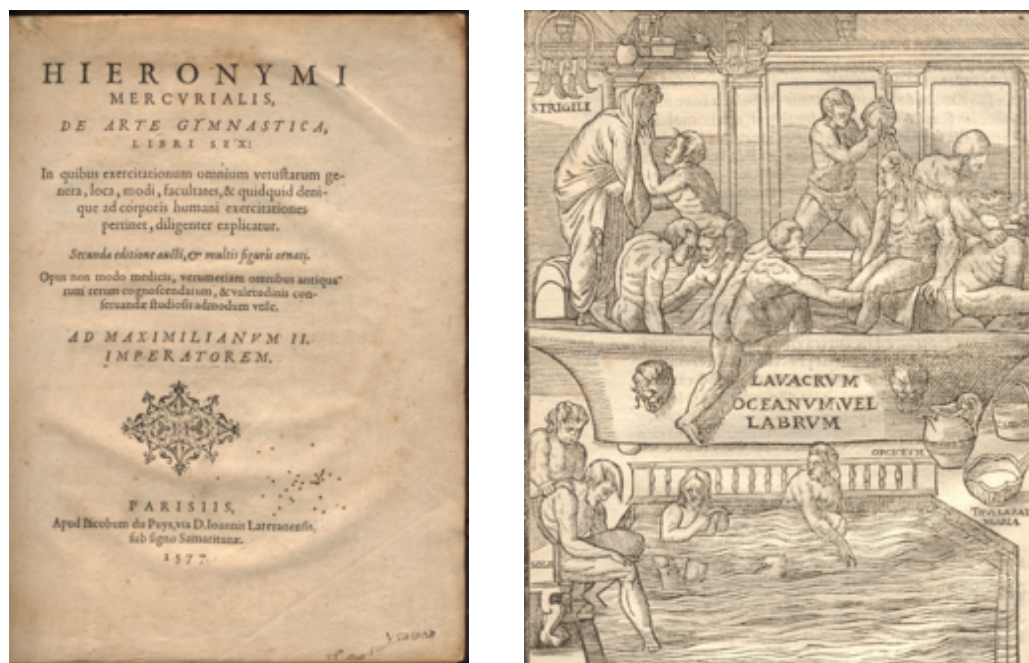 HIERONYMI
MERCVRIALIS,
DE ARTE GYMNASTICA,
LIBRI SEX:
In quibus exercitationum omnium vetustarum ge-
nera, loca, modi, facultates, & quidquid deni-
que ad corporis humani exercitationes
pertinet, diligenter explicatur.
Secunda editione aucti, & multis figuris ornati.
Opus non modo medicis, verumetiam omnibus antiqua-
rum rerum cognoscendarum, & valetudinis con-
seruandæ studiosis admodum vtile.
AD MAXIMILIANVM II.
IMPERATOREM.
PARISIIS,
Apud Iacobum du Puys, via D. Ioannis Lateranensis,
sub signo Samaritanæ.
1577.
STRIGILI
LAVACRVM
OCEANVM VEL
LABRVM